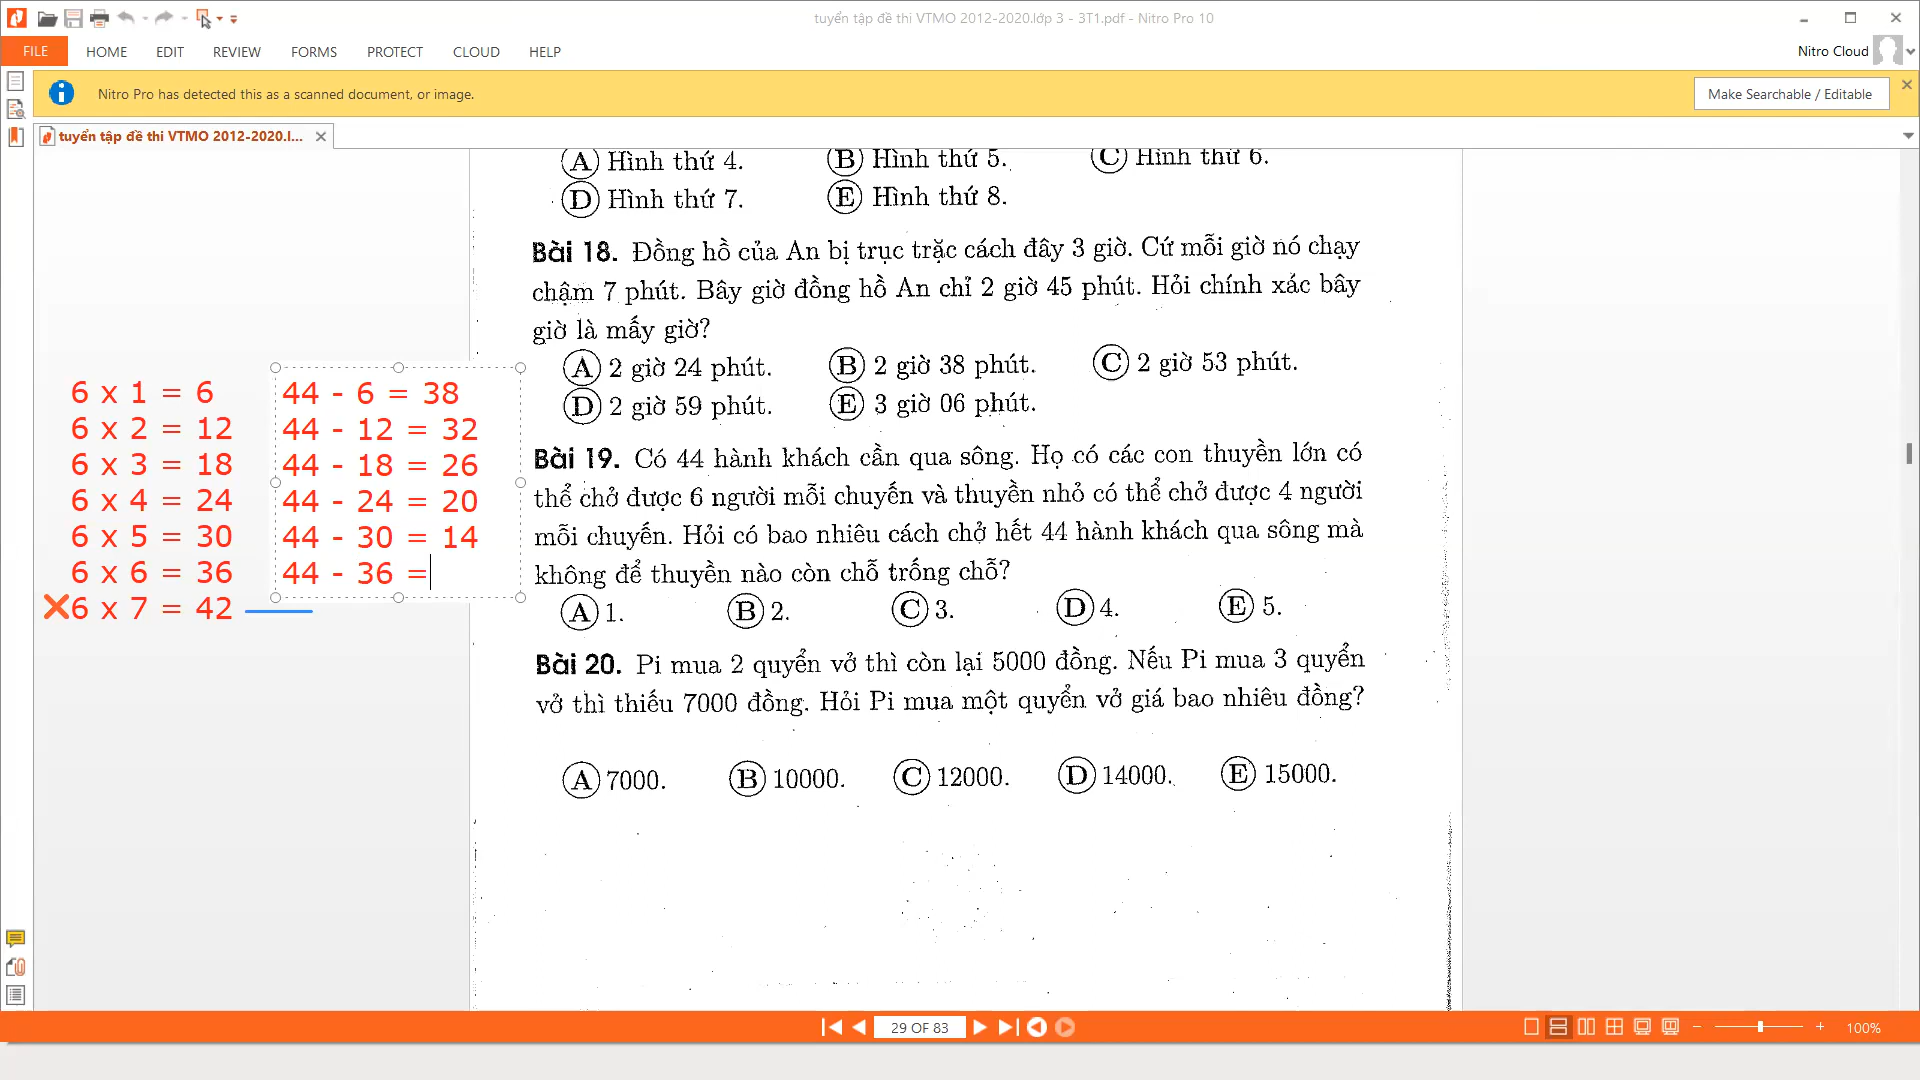 tuyển tập đề thi VTMO 2012-2020.lớp 3 - 3T1.pdf - Nitro Pro 10
FILE HOME EDIT REVIEW FORMS PROTECT CLOUD HELP
Nitro Cloud
Nitro Pro has detected this as a scanned document, or image.
Make Searchable / Editable
tuyển tập đề thi VTMO 2012-2020.l...
A Hình thứ 4. B Hình thứ 5. C Hình thứ 6.
D Hình thứ 7. E Hình thứ 8.
Bài 18. Đồng hồ của An bị trục trặc cách đây 3 giờ. Cứ mỗi giờ nó chạy
chậm 7 phút. Bây giờ đồng hồ An chỉ 2 giờ 45 phút. Hỏi chính xác bây
giờ là mấy giờ?
A 2 giờ 24 phút. B 2 giờ 38 phút. C 2 giờ 53 phút.
D 2 giờ 59 phút. E 3 giờ 06 phút.
6 x 1 = 6
6 x 2 = 12
6 x 3 = 18
6 x 4 = 24
6 x 5 = 30
6 x 6 = 36
6 x 7 = 42
44 - 6 = 38
44 - 12 = 32
44 - 18 = 26
44 - 24 = 20
44 - 30 = 14
44 - 36 =
Bài 19. Có 44 hành khách cần qua sông. Họ có các con thuyền lớn có
thể chở được 6 người mỗi chuyến và thuyền nhỏ có thể chở được 4 người
mỗi chuyến. Hỏi có bao nhiêu cách chở hết 44 hành khách qua sông mà
không để thuyền nào còn chỗ trống chỗ?
A 1. B 2. C 3. D 4. E 5.
Bài 20. Pi mua 2 quyển vở thì còn lại 5000 đồng. Nếu Pi mua 3 quyển
vở thì thiếu 7000 đồng. Hỏi Pi mua một quyển vở giá bao nhiêu đồng?
A 7000. B 10000. C 12000. D 14000. E 15000.
29 OF 83
100%